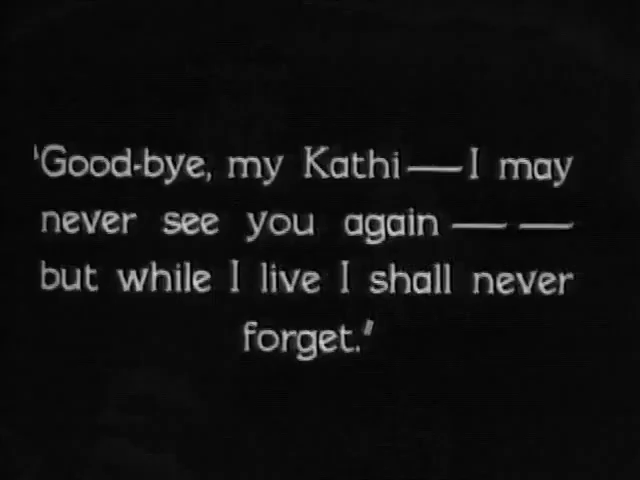 'Good-bye, my Kathi — I may
never see you again — —
but while I live I shall never
forget."